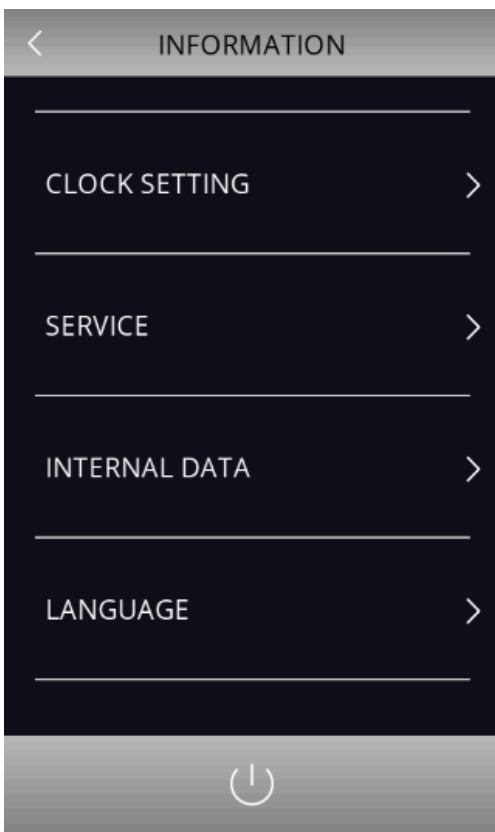 INFORMATION
CLOCK SETTING
SERVICE
INTERNAL DATA
LANGUAGE